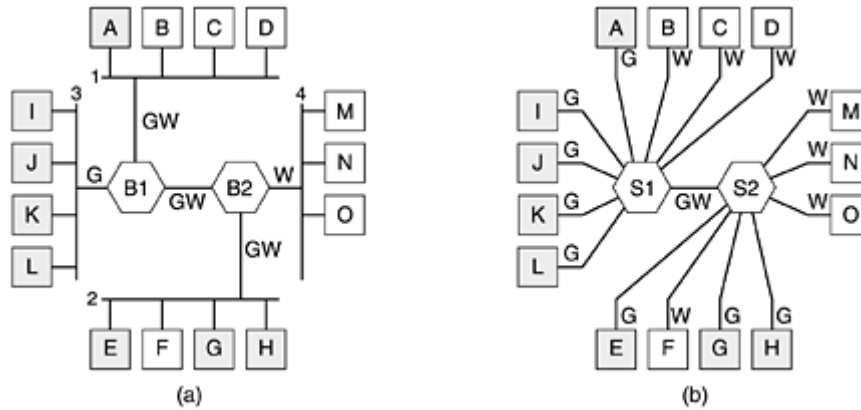 A B C D
1
3
4
I
GW
M
J
N
G
B1
GW
B2
W
K
O
GW
L
2
E F G H
(a)
A B C D
G W W W
I
G
W
M
J
G
W
N
S1
GW
S2
K
G
W
O
L
G
G W G G
E F G H
(b)